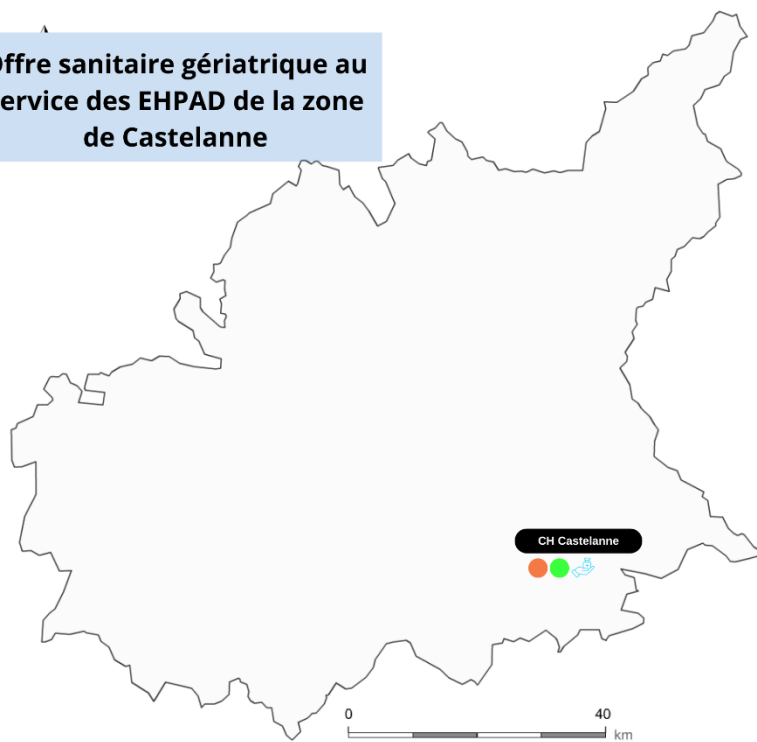 ffre sanitaire gériatrique au
ervice des EHPAD de la zone
de Castelanne
CH Castelanne
0 40
km